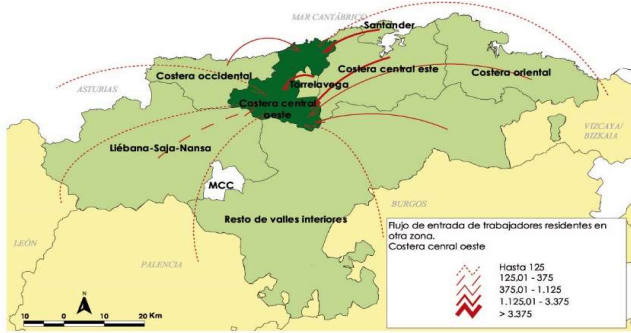 MAR CANTÁBRICO
Santander
Costera occidental
Costera central este
Costera oriental
ASTURIAS
Torrelavega
Costera central
oeste
VIZCAYA/
BIZKAIA
Liébana-Saja-Nansa
MCC
BURGOS
Resto de valles interiores
LEÓN
PALENCIA
Flujo de entrada de trabajadores residentes en
otra zona.
Costera cenral oeste
Hasta 125
125,01 - 375
375,01 - 1.125
1.125,01 - 3.375
> 3.375
N
10 5 0 10 20 Km